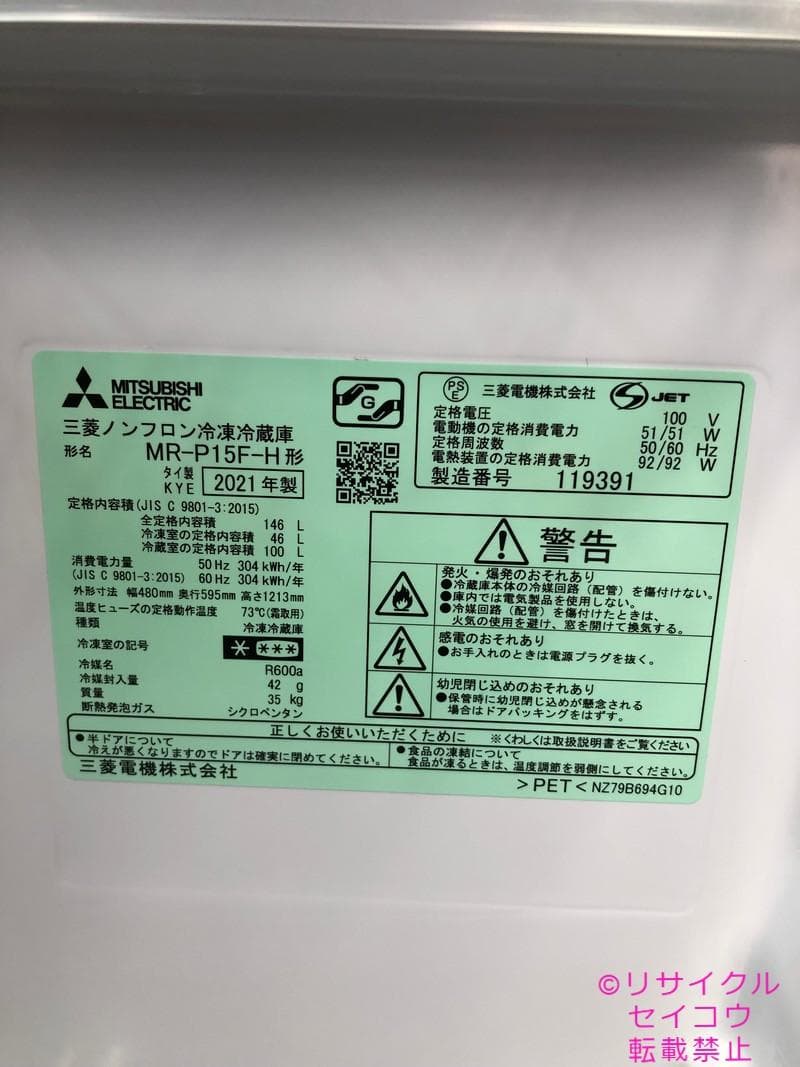 MITSUBISHI
ELECTRIC
三菱ノンフロン冷凍冷蔵庫
形名 MR-P15F-H形
タイ製
KYE 2021年製
定格内容積(JIS C 9801-3:2015)
全定格内容積 146 L
冷凍室の定格内容積 46 L
冷蔵室の定格内容積 100 L
消費電力量 50Hz 304kWh/年
(JIS C 9801-3:2015) 60Hz 304kWh/年
外形寸法 幅480mm 奥行595mm 高さ1213mm
温度ヒューズの定格動作温度 73℃(霜取用)
種類 冷凍冷蔵庫
冷凍室の記号
冷媒名 R600a
冷媒封入量 42 g
質量 35 kg
断熱発泡ガス シクロペンタン
G
PS
E
三菱電機株式会社 JET
定格電圧 100 V
電動機の定格消費電力 51/51 W
定格周波数 50/60 Hz
電熱装置の定格消費電力 92/92 W
製造番号 119391
警告
発火・爆発のおそれあり
●冷蔵庫本体の冷媒回路(配管)を傷付けない。
●庫内では電気製品を使用しない。
●冷媒回路(配管)を傷付けたときは、
火気の使用を避け、窓を開けて換気する。
感電のおそれあり
●お手入れのときは電源プラグを抜く。
幼児閉じ込めのおそれあり
●保管時に幼児閉じ込めが懸念される
場合はドアパッキングをはずす。
正しくお使いいただくために ※くわしくは取扱説明書をご覧ください
●半ドアについて
冷えが悪くなりますのでドアは確実に閉めてください。
●食品の凍結について
食品が凍るときは、温度調節を弱側にしてください。
三菱電機株式会社
>PET< NZ79B694G10
©リサイクル
セイコウ
転載禁止